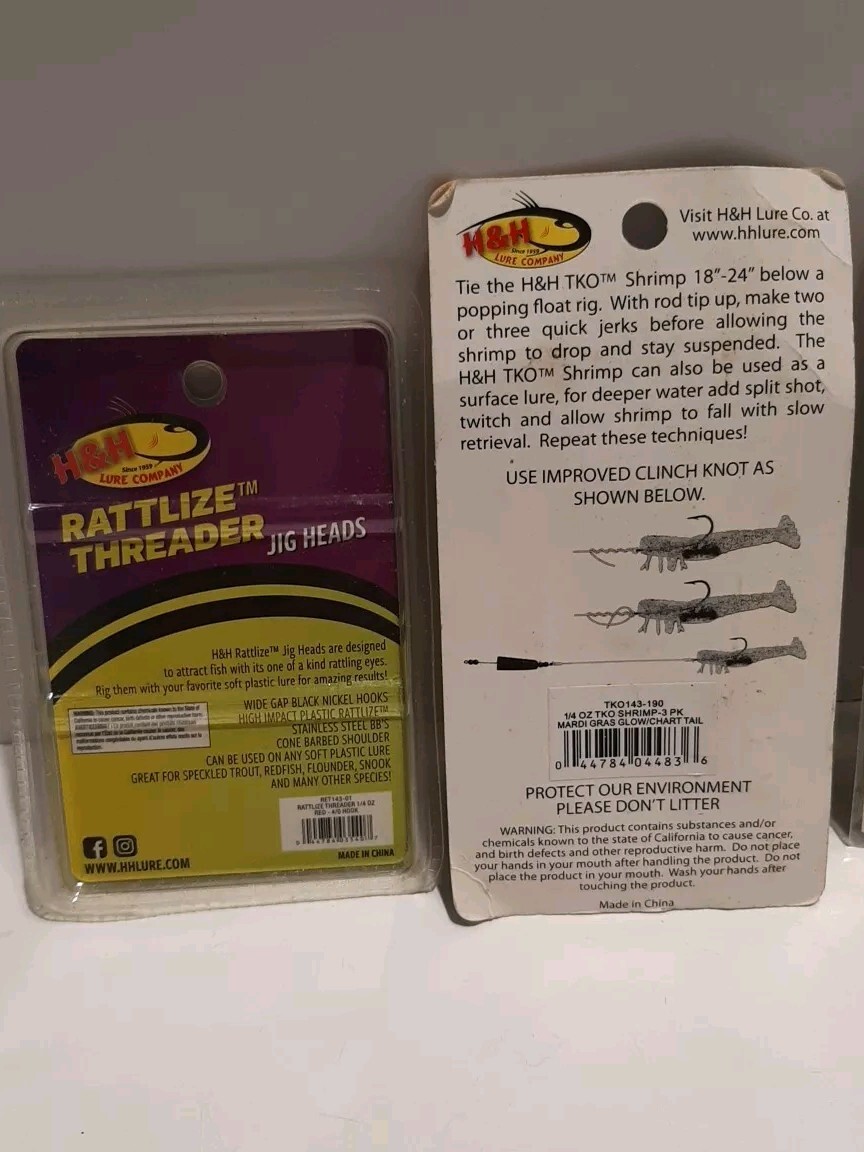 H&H
Since 1959
LURE COMPANY
RATTLIZE™
THREADER JIG HEADS
H&H Rattlize™ Jig Heads are designed
to attract fish with its one of a kind rattling eyes.
Rig them with your favorite soft plastic lure for amazing results!
WIDE GAP BLACK NICKEL HOOKS
HIGH IMPACT PLASTIC RATTLIZE™
STAINLESS STEEL BB'S
CONE BARBED SHOULDER
CAN BE USED ON ANY SOFT PLASTIC LURE
GREAT FOR SPECKLED TROUT, REDFISH, FLOUNDER, SNOOK
AND MANY OTHER SPECIES!
RET143-01
RATTLIZE THREADER 1/4 OZ
RED - 4/0 HOOK
WWW.HHLURE.COM
MADE IN CHINA
H&H
Since 1959
LURE COMPANY
Visit H&H Lure Co. at
www.hhlure.com
Tie the H&H TKO™ Shrimp 18"-24" below a
popping float rig. With rod tip up, make two
or three quick jerks before allowing the
shrimp to drop and stay suspended. The
H&H TKO™ Shrimp can also be used as a
surface lure, for deeper water add split shot,
twitch and allow shrimp to fall with slow
retrieval. Repeat these techniques!
USE IMPROVED CLINCH KNOT AS
SHOWN BELOW.
TKO143-190
1/4 OZ TKO SHRIMP-3 PK
MARDI GRAS GLOW/CHART TAIL
0 44784 04483 6
PROTECT OUR ENVIRONMENT
PLEASE DON'T LITTER
WARNING: This product contains substances and/or
chemicals known to the state of California to cause cancer,
and birth defects and other reproductive harm. Do not place
your hands in your mouth after handling the product. Do not
place the product in your mouth. Wash your hands after
touching the product.
Made in China